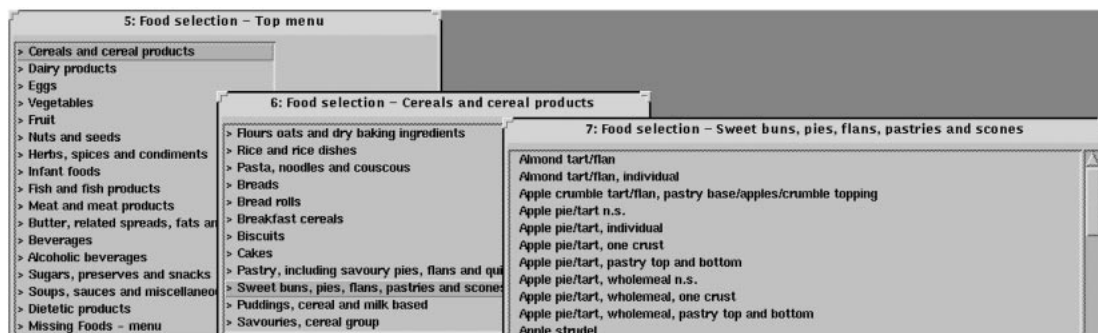 5: Food selection – Top menu
> Cereals and cereal products
> Dairy products
> Eggs
> Vegetables
> Fruit
> Nuts and seeds
> Herbs, spices and condiments
> Infant foods
> Fish and fish products
> Meat and meat products
> Butter, related spreads, fats an
> Beverages
> Alcoholic beverages
> Sugars, preserves and snacks
> Soups, sauces and miscellaneo
> Dietetic products
> Missing Foods – menu
6: Food selection – Cereals and cereal products
> Flours oats and dry baking ingredients
> Rice and rice dishes
> Pasta, noodles and couscous
> Breads
> Bread rolls
> Breakfast cereals
> Biscuits
> Cakes
> Pastry, including savoury pies, flans and qui
> Sweet buns, pies, flans, pastries and scones
> Puddings, cereal and milk based
> Savouries, cereal group
7: Food selection – Sweet buns, pies, flans, pastries and scones
Almond tart/flan
Almond tart/flan, individual
Apple crumble tart/flan, pastry base/apples/crumble topping
Apple pie/tart n.s.
Apple pie/tart, individual
Apple pie/tart, one crust
Apple pie/tart, pastry top and bottom
Apple pie/tart, wholemeal n.s.
Apple pie/tart, wholemeal, one crust
Apple pie/tart, wholemeal, pastry top and bottom
Apple strudel